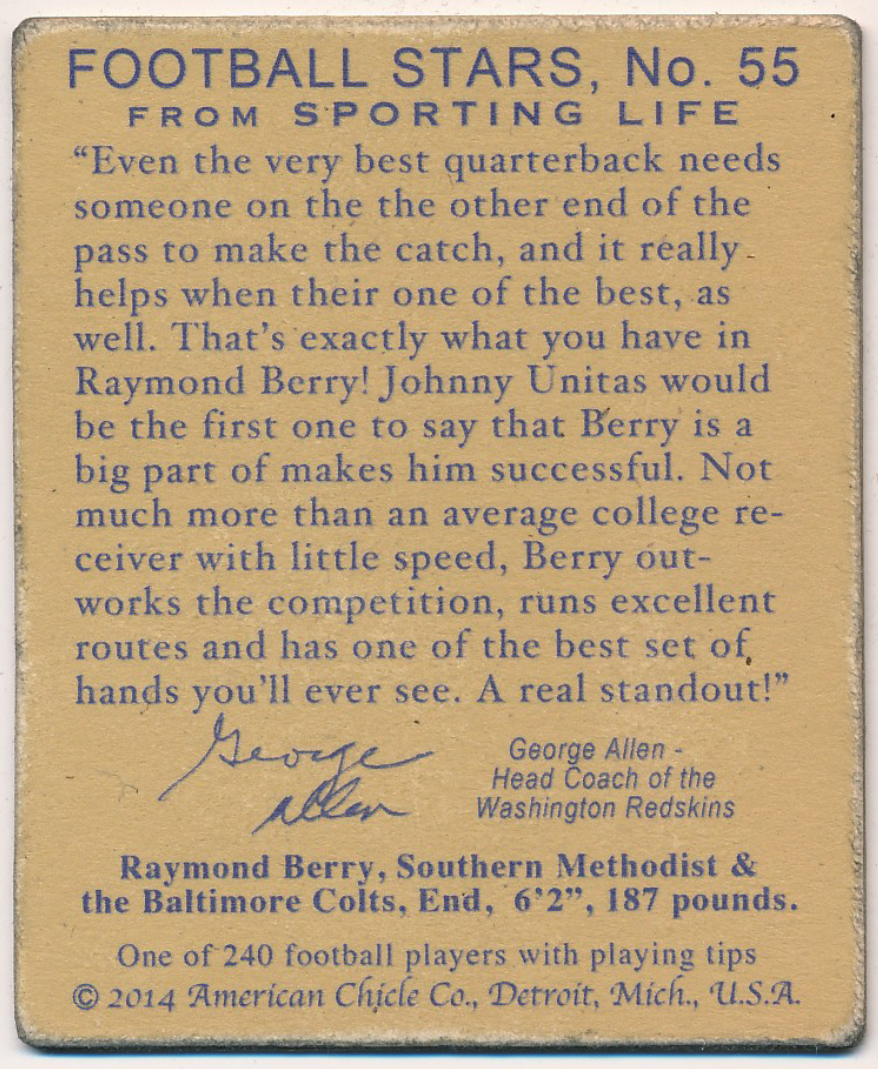 FOOTBALL STARS, No. 55
FROM SPORTING LIFE
“Even the very best quarterback needs
someone on the the other end of the
pass to make the catch, and it really
helps when their one of the best, as
well. That’s exactly what you have in
Raymond Berry! Johnny Unitas would
be the first one to say that Berry is a
big part of makes him successful. Not
much more than an average college re-
ceiver with little speed, Berry out-
works the competition, runs excellent
routes and has one of the best set of
hands you’ll ever see. A real standout!”
George
Allen
George Allen -
Head Coach of the
Washington Redskins
Raymond Berry, Southern Methodist &
the Baltimore Colts, End, 6’2”, 187 pounds.
One of 240 football players with playing tips
© 2014 American Chicle Co., Detroit, Mich., U.S.A.